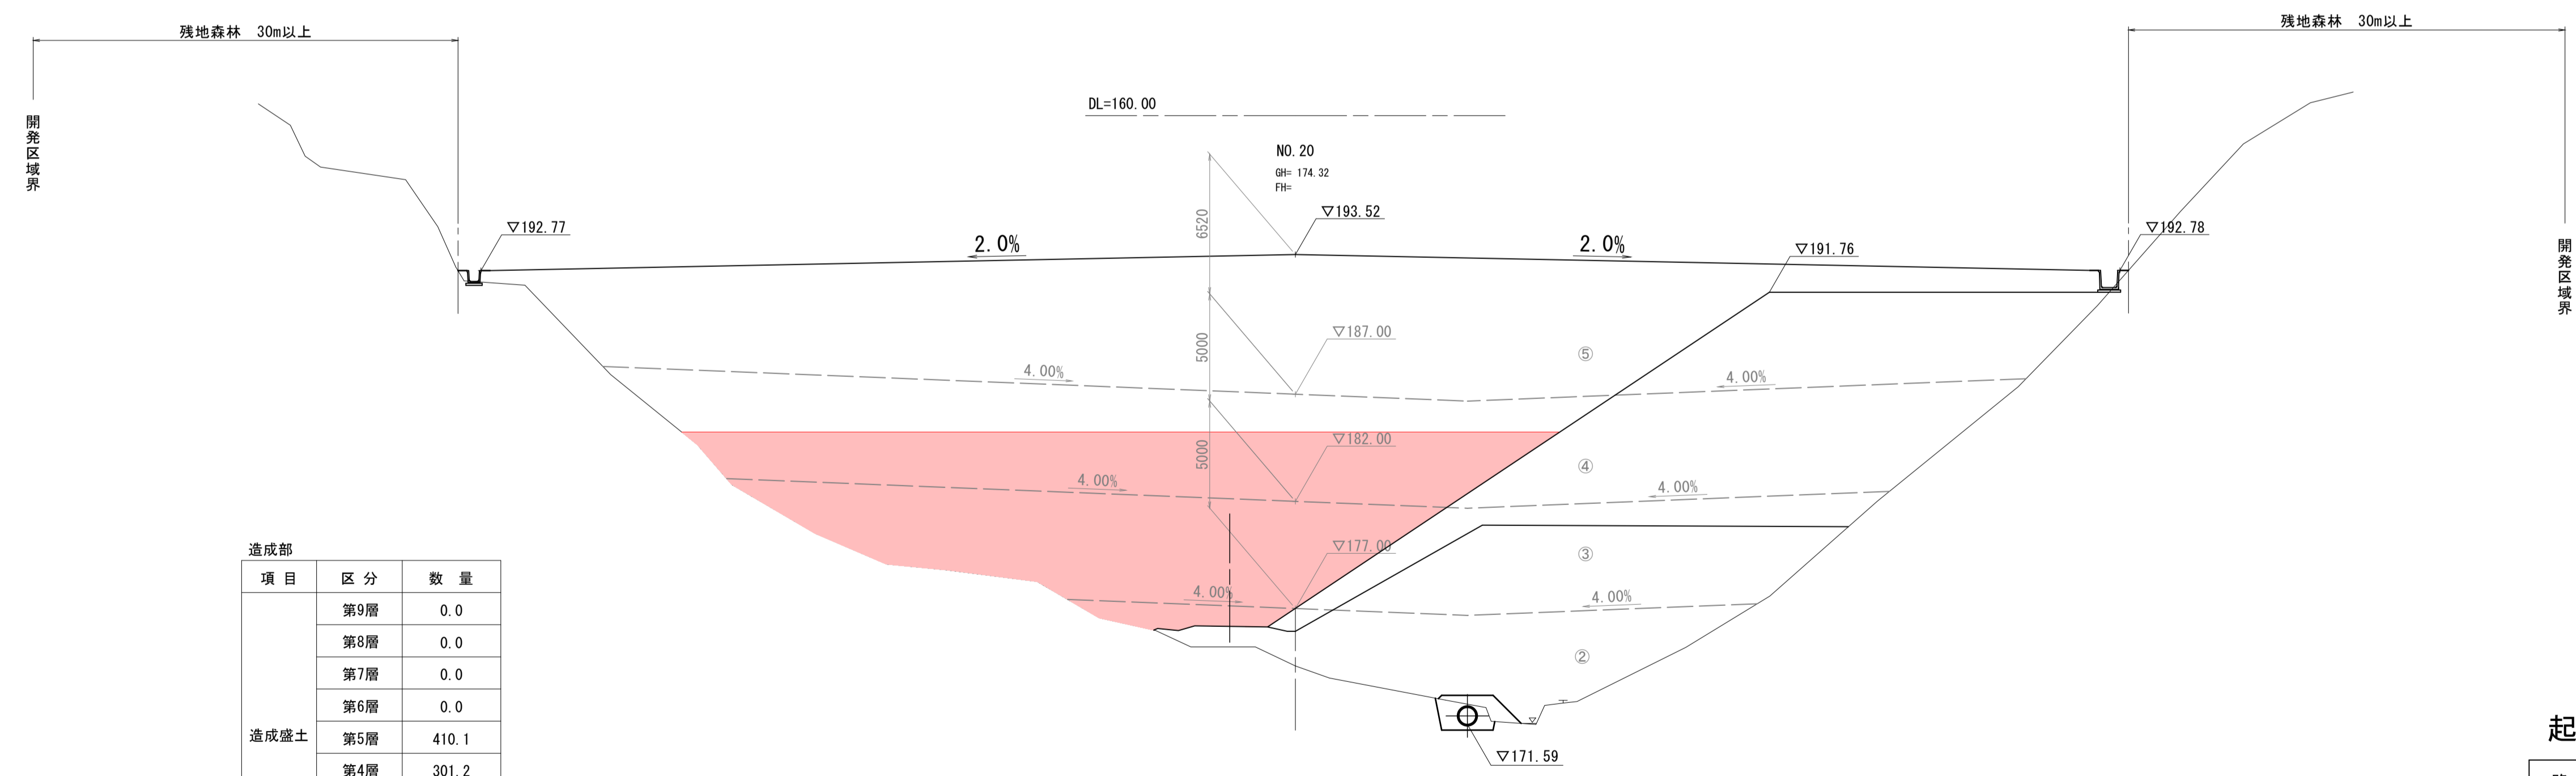 残地森林　30m以上
残地森林　30m以上
開発区域界
DL=160.00
NO.20
GH= 174.32
FH=
▽193.52
▽192.77
▽192.78
2.0%
2.0%
▽191.76
開発区域界
6520
5000
5000
▽187.00
⑤
4.00%
4.00%
▽182.00
④
4.00%
4.00%
▽177.00
③
4.00%
4.00%
②
▽171.59
造成部
項 目 区 分 数 量
第9層 0.0
第8層 0.0
第7層 0.0
第6層 0.0
造成盛土 第5層 410.1
第4層 301.2
起